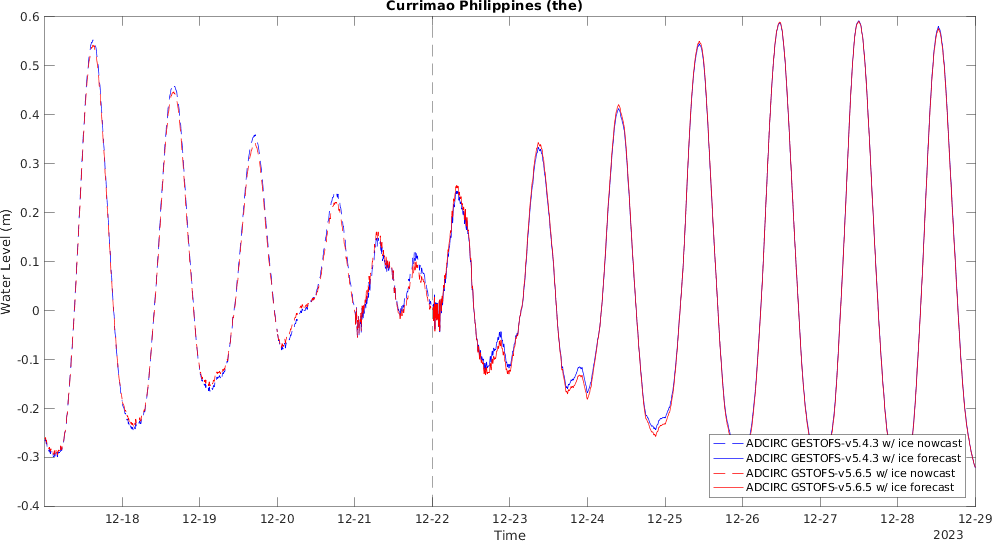 Currimao Philippines (the)
0.6
0.5
0.4
0.3
0.2
0.1
0
-0.1
-0.2
-0.3
-0.4
Water Level (m)
ADCIRC GESTOFS-v5.4.3 w/ ice nowcast
ADCIRC GESTOFS-v5.4.3 w/ ice forecast
ADCIRC GSTOFS-v5.6.5 w/ ice nowcast
ADCIRC GSTOFS-v5.6.5 w/ ice forecast
12-18 12-19 12-20 12-21 12-22 12-23 12-24 12-25 12-26 12-27 12-28 12-29
Time
2023